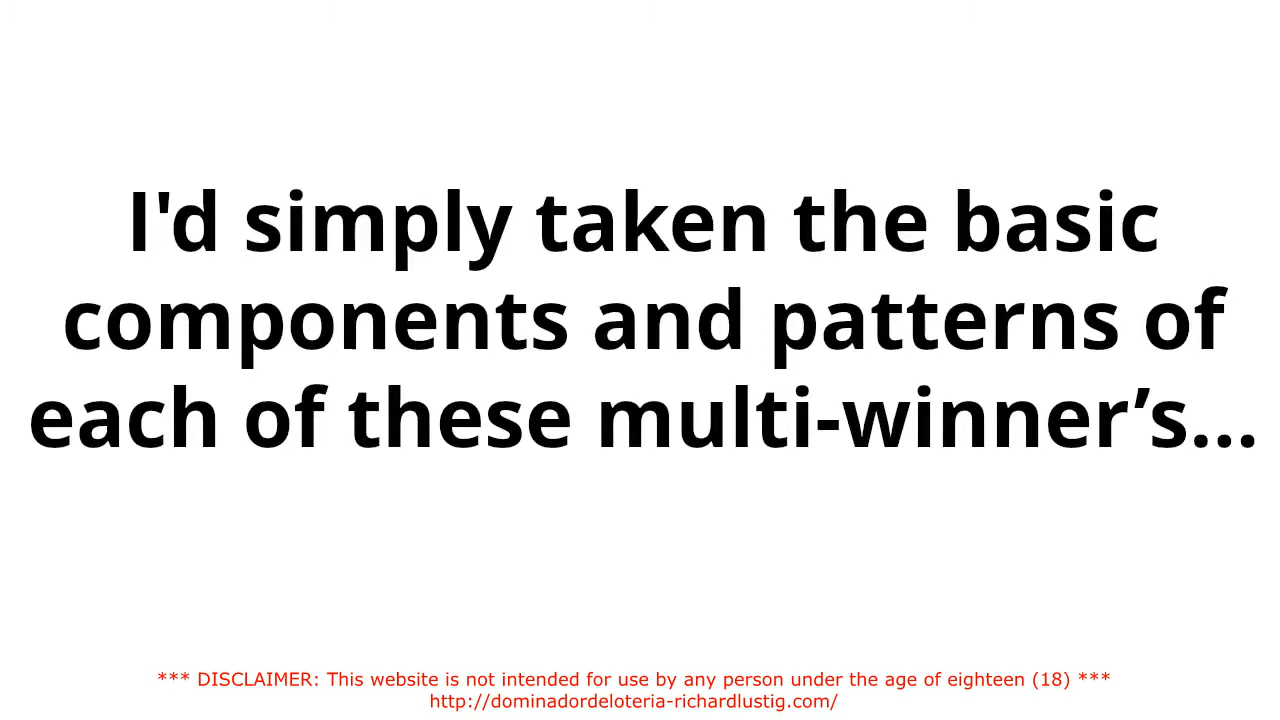 I'd simply taken the basic
components and patterns of
each of these multi-winner’s...
*** DISCLAIMER: This website is not intended for use by any person under the age of eighteen (18) ***
http://dominadordeloteria-richardlustig.com/